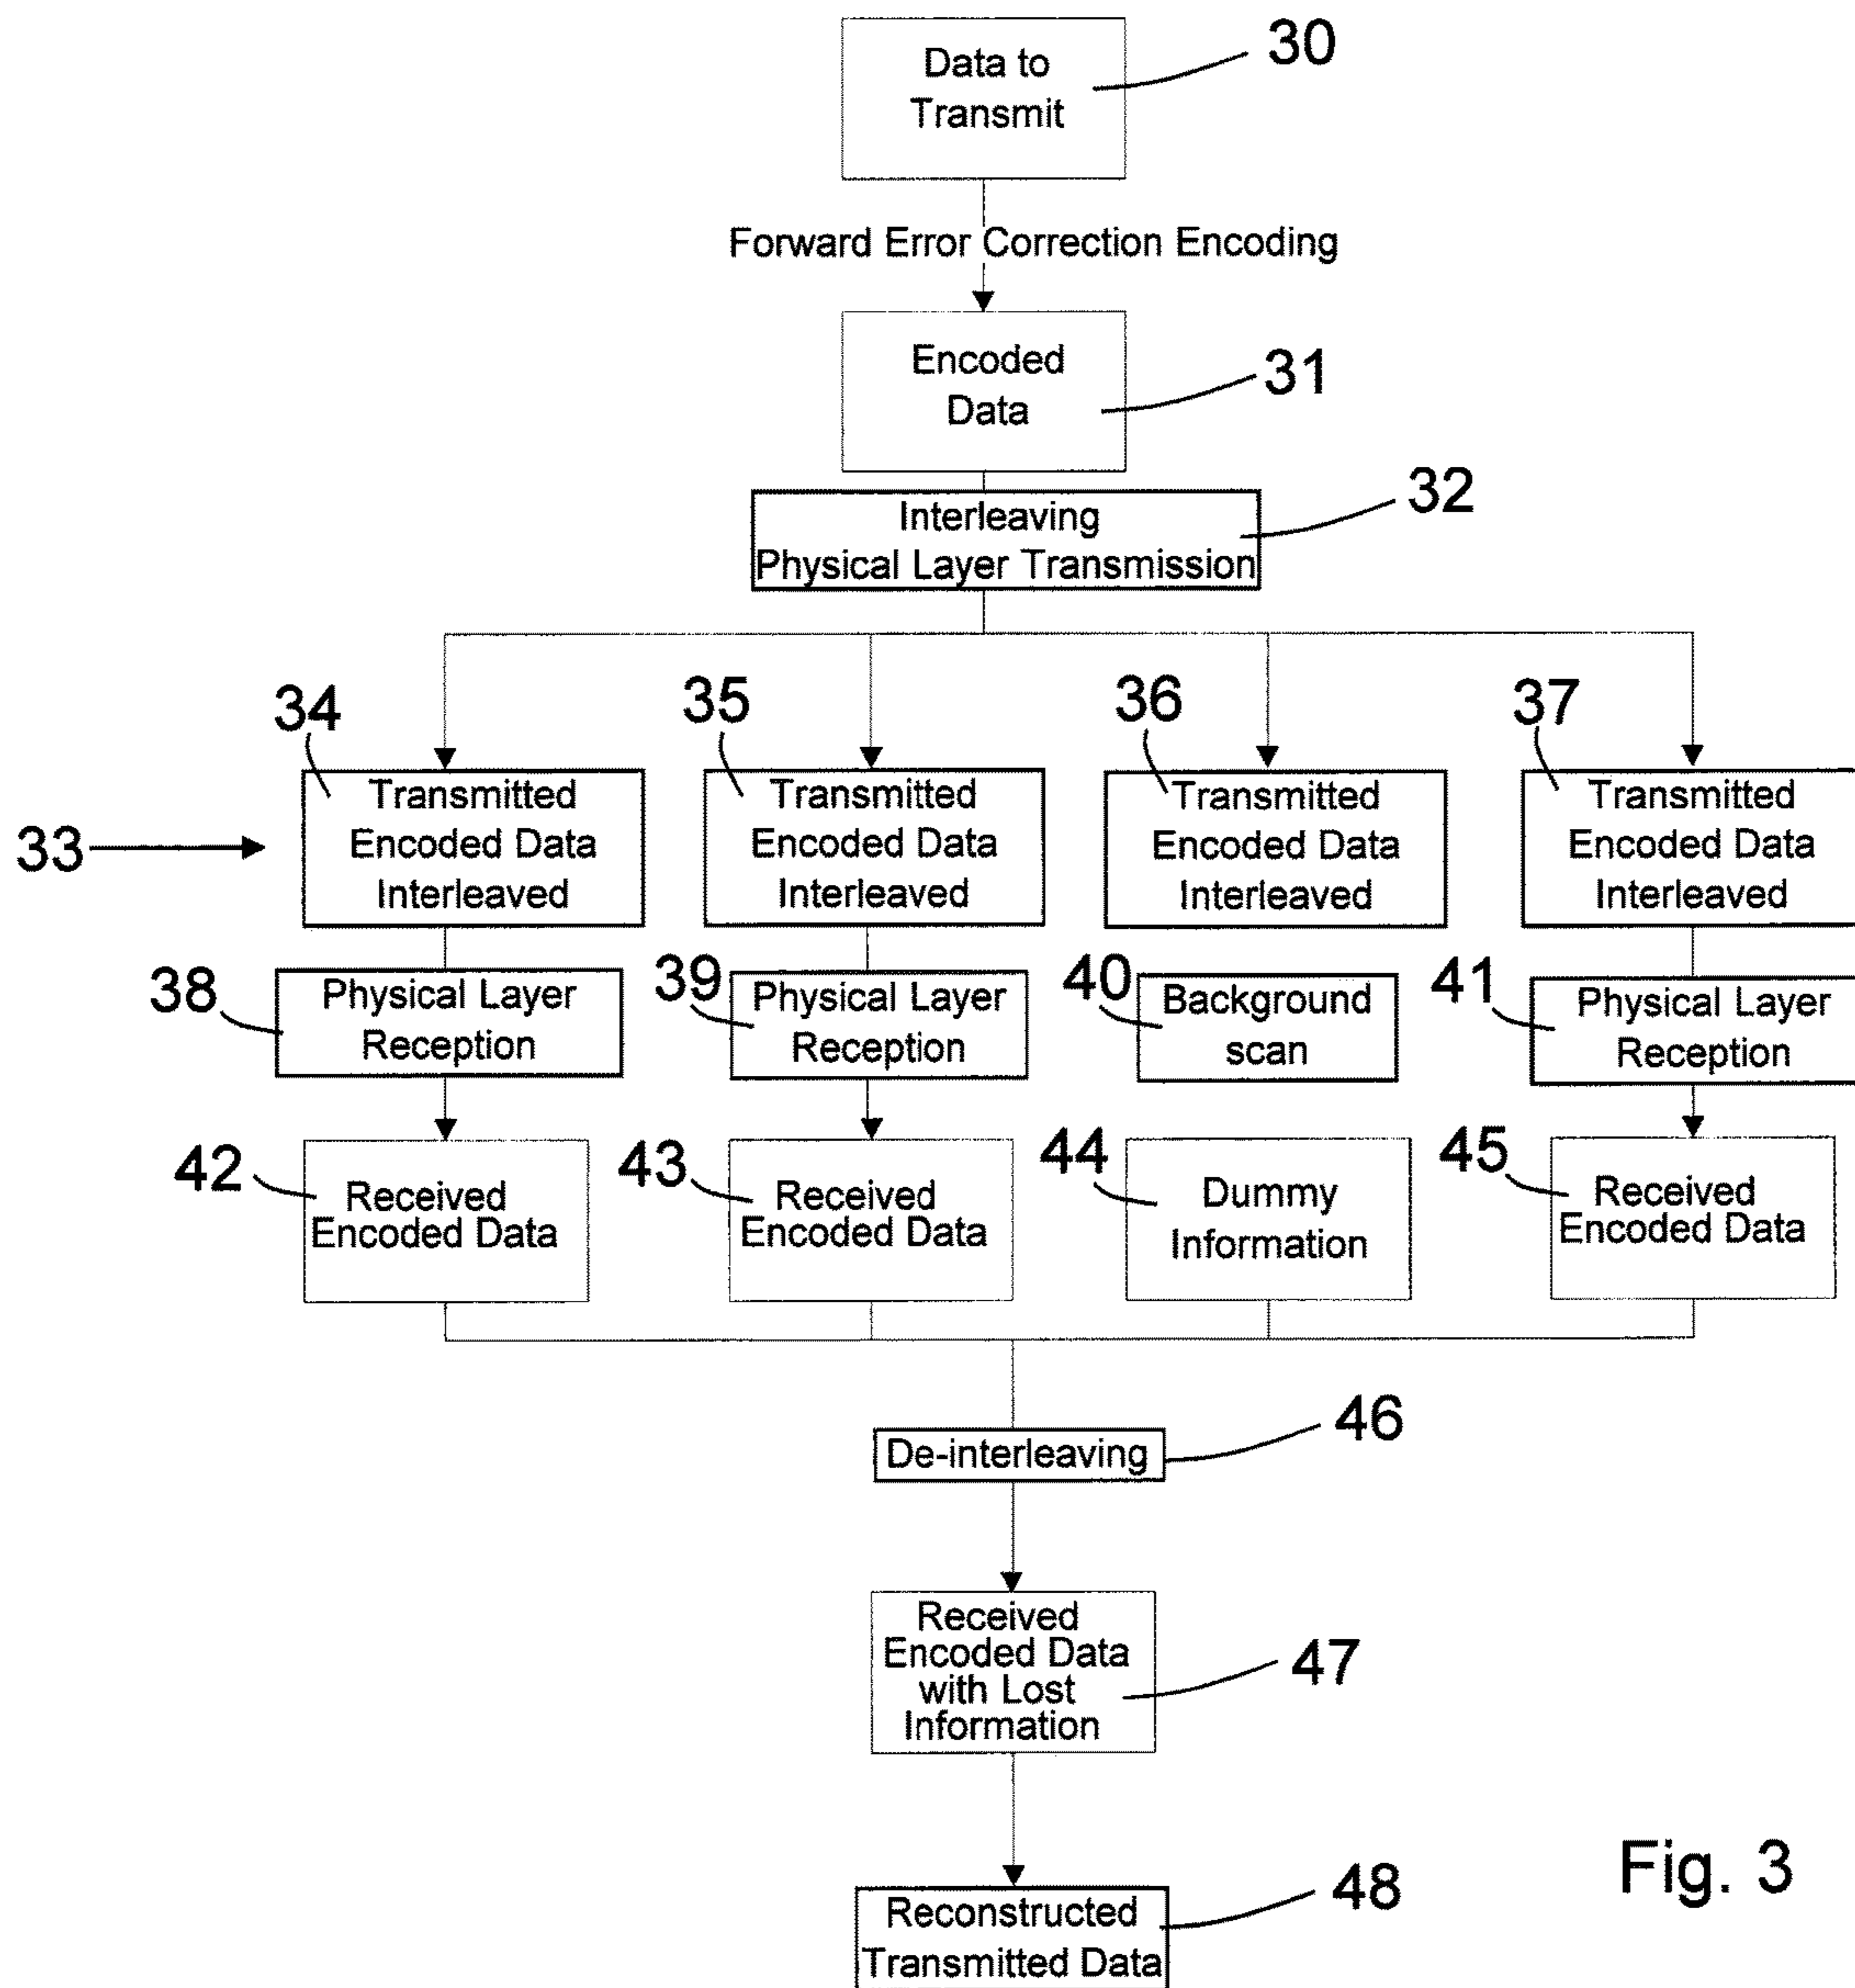 Data to
Transmit
30
Forward Error Correction Encoding
Encoded
Data
31
Interleaving
Physical Layer Transmission
32
33
34
Transmitted
Encoded Data
Interleaved
35
Transmitted
Encoded Data
Interleaved
36
Transmitted
Encoded Data
Interleaved
37
Transmitted
Encoded Data
Interleaved
38
Physical Layer
Reception
39
Physical Layer
Reception
40
Background
scan
41
Physical Layer
Reception
42
Received
Encoded Data
43
Received
Encoded Data
44
Dummy
Information
45
Received
Encoded Data
De-interleaving
46
Received
Encoded Data
with Lost
Information
47
Reconstructed
Transmitted Data
48
Fig. 3